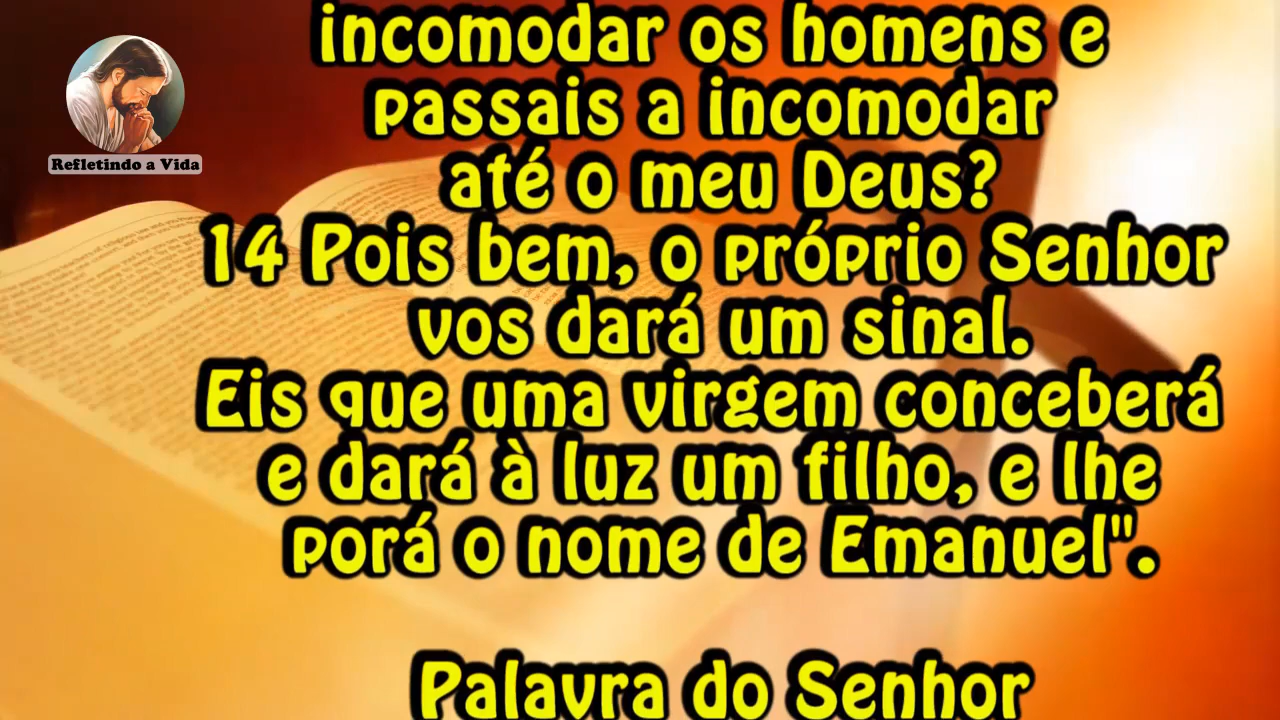 incomodar os homens e
passais a incomodar
até o meu Deus?
14 Pois bem, o próprio Senhor
vos dará um sinal.
Eis que uma virgem conceberá
e dará à luz um filho, e lhe
porá o nome de Emanuel".
Palavra do Senhor
Refletindo a Vida